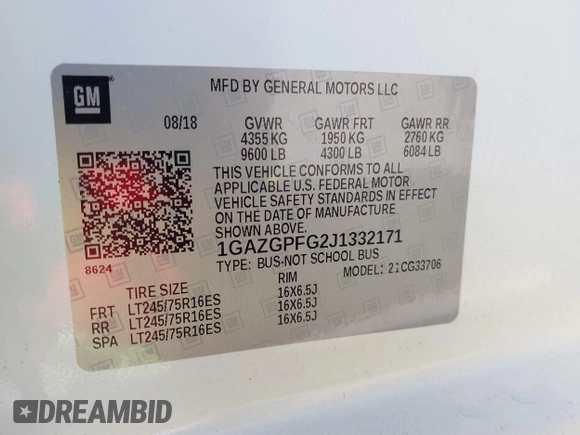 GM
MFD BY GENERAL MOTORS LLC
08/18 GVWR GAWR FRT GAWR RR
4355 KG 1950 KG 2760 KG
9600 LB 4300 LB 6084 LB
THIS VEHICLE CONFORMS TO ALL
APPLICABLE U.S. FEDERAL MOTOR
VEHICLE SAFETY STANDARDS IN EFFECT
ON THE DATE OF MANUFACTURE
SHOWN ABOVE.
1GAZGPFG2J1332171
8624
TYPE: BUS-NOT SCHOOL BUS
MODEL: 21CG33706
TIRE SIZE RIM
FRT LT245/75R16ES 16X6.5J
RR LT245/75R16ES 16X6.5J
SPA LT245/75R16ES 16X6.5J
DREAMBID